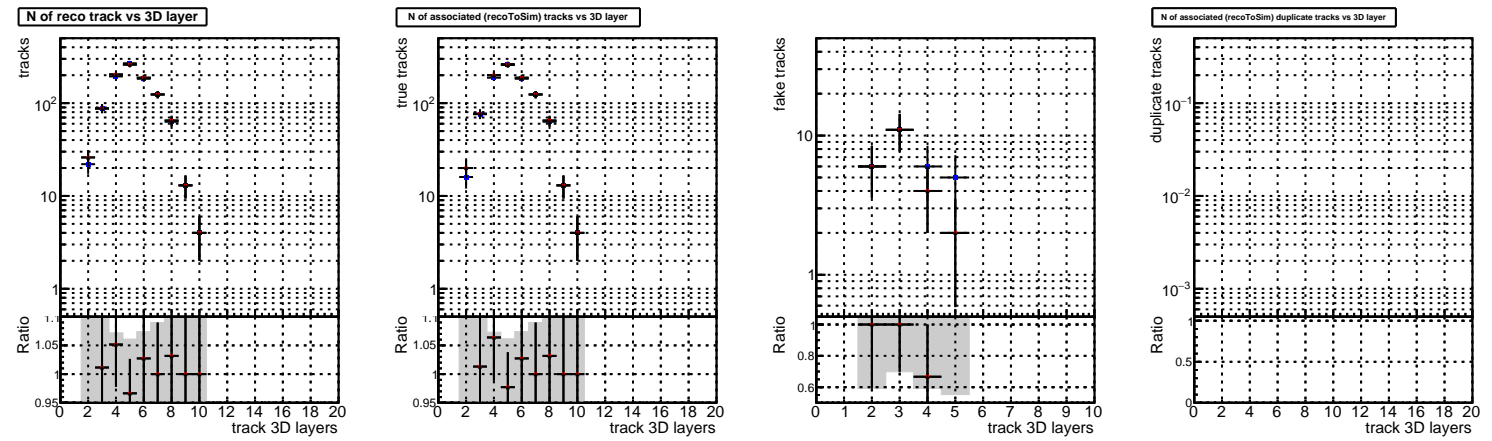 N of reco track vs 3D layer
tracks
10²
10
1
Ratio
1.1
1.05
1
0.95
0 2 4 6 8 10 12 14 16 18 20
track 3D layers
N of associated (recoToSim) tracks vs 3D layer
true tracks
10²
10
1
Ratio
1.1
1.05
1
0.95
0 2 4 6 8 10 12 14 16 18 20
track 3D layers
fake tracks
10
1
Ratio
1
0.8
0.6
0 1 2 3 4 5 6 7 8 9 10
track 3D layers
N of associated (recoToSim) duplicate tracks vs 3D layer
duplicate tracks
10⁻¹
10⁻²
10⁻³
Ratio
1
0.5
0
0 2 4 6 8 10 12 14 16 18 20
track 3D layers